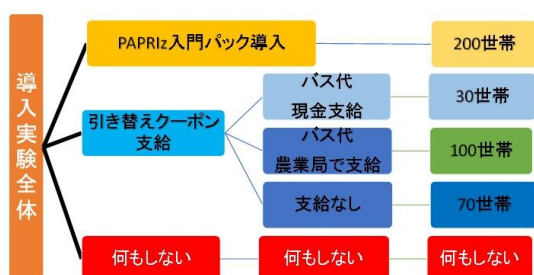 導入実験全体
PAPRIz入門パック導入
200世帯
引き替えクーポン
支給
バス代
現金支給
30世帯
バス代
農業局で支給
100世帯
支給なし
70世帯
何もしない
何もしない
何もしない